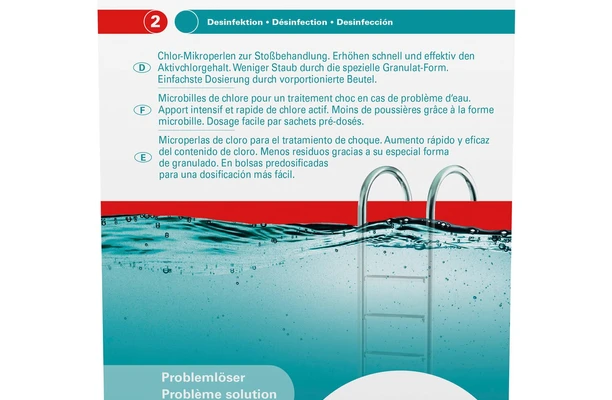 2 Desinfektion • Désinfection • Desinfección
D Chlor-Mikroperlen zur Stoßbehandlung. Erhöhen schnell und effektiv den
Aktivchlorgehalt. Weniger Staub durch die spezielle Granulat-Form.
Einfachste Dosierung durch vorportionierte Beutel.
F Microbilles de chlore pour un traitement choc en cas de problème d'eau.
Apport intensif et rapide de chlore actif. Moins de poussières grâce à la forme
microbille. Dosage facile par sachets pré-dosés.
E Microperlas de cloro para el tratamiento de choque. Aumento rápido y eficaz
del contenido de cloro. Menos residuos gracias a su especial forma
de granulado. En bolsas predosificadas
para una dosificación más fácil.
Problemlöser
Problème solution